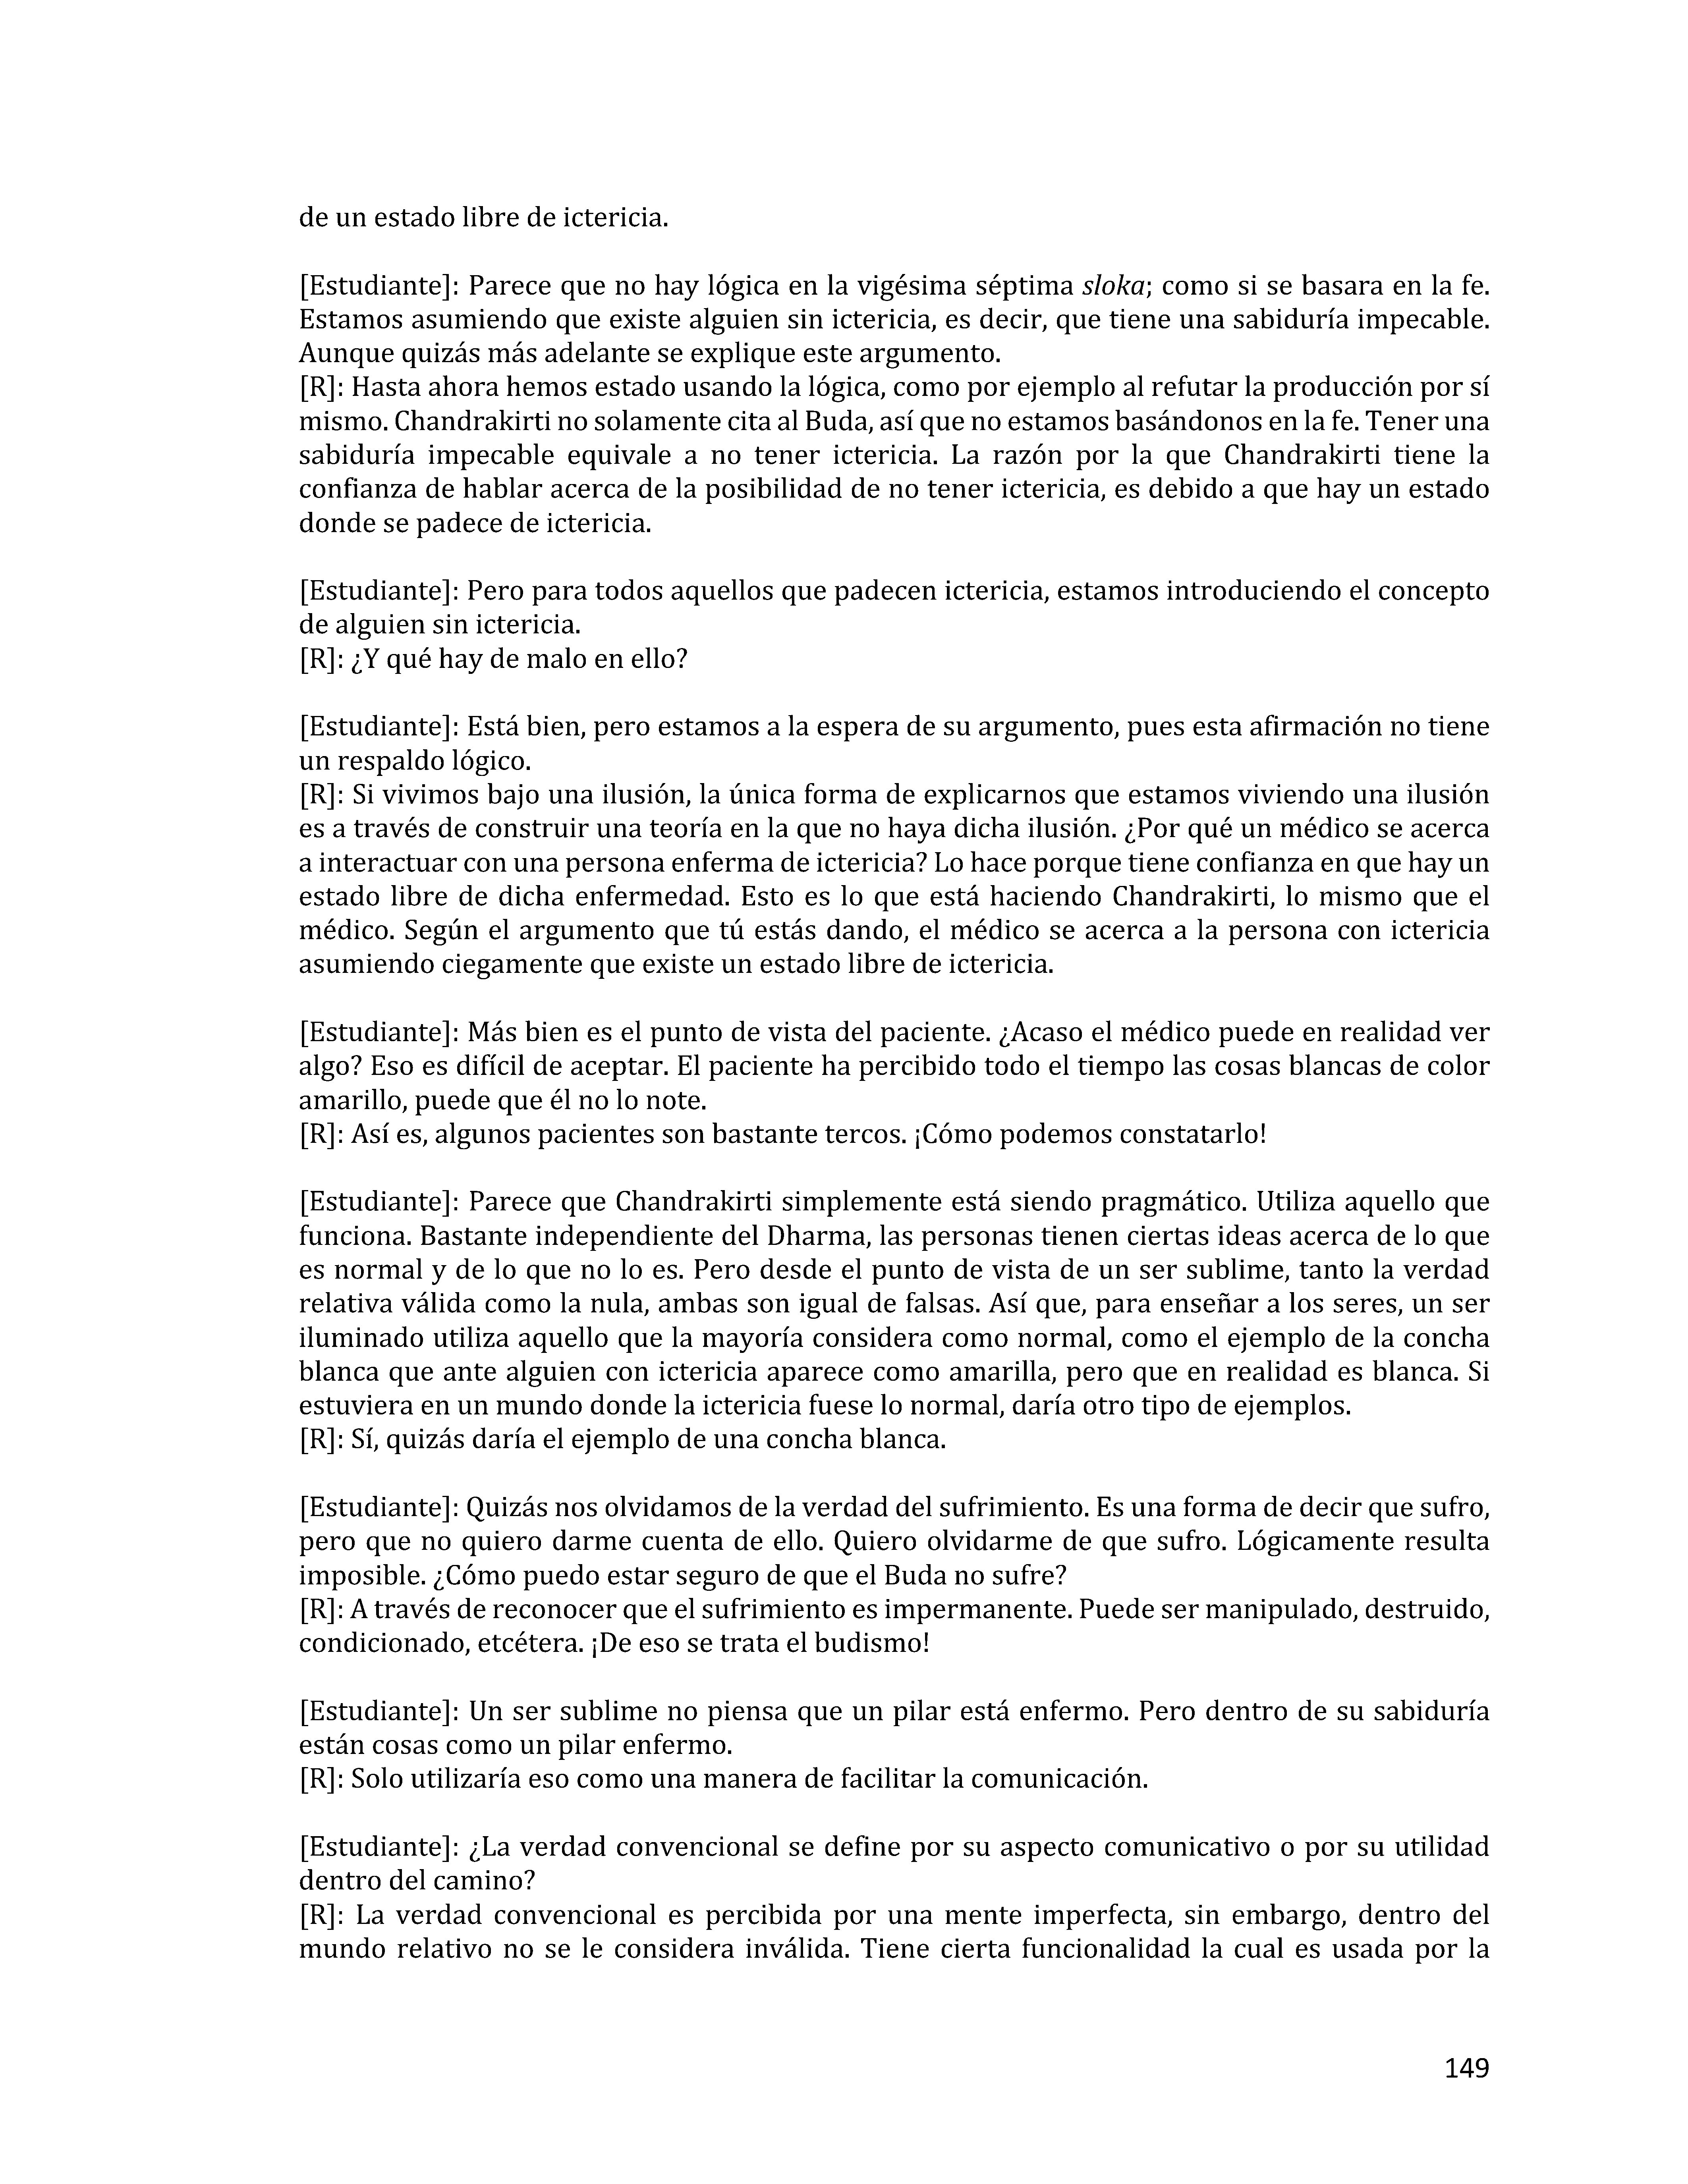 de un estado libre de ictericia.
[Estudiante]: Parece que no hay lógica en la vigésima séptima sloka; como si se basara en la fe.
Estamos asumiendo que existe alguien sin ictericia, es decir, que tiene una sabiduría impecable.
Aunque quizás más adelante se explique este argumento.
[R]: Hasta ahora hemos estado usando la lógica, como por ejemplo al refutar la producción por sí
mismo. Chandrakirti no solamente cita al Buda, así que no estamos basándonos en la fe. Tener una
sabiduría impecable equivale a no tener ictericia. La razón por la que Chandrakirti tiene la
confianza de hablar acerca de la posibilidad de no tener ictericia, es debido a que hay un estado
donde se padece de ictericia.
[Estudiante]: Pero para todos aquellos que padecen ictericia, estamos introduciendo el concepto
de alguien sin ictericia.
[R]: ¿Y qué hay de malo en ello?
[Estudiante]: Está bien, pero estamos a la espera de su argumento, pues esta afirmación no tiene
un respaldo lógico.
[R]: Si vivimos bajo una ilusión, la única forma de explicarnos que estamos viviendo una ilusión
es a través de construir una teoría en la que no haya dicha ilusión. ¿Por qué un médico se acerca
a interactuar con una persona enferma de ictericia? Lo hace porque tiene confianza en que hay un
estado libre de dicha enfermedad. Esto es lo que está haciendo Chandrakirti, lo mismo que el
médico. Según el argumento que tú estás dando, el médico se acerca a la persona con ictericia
asumiendo ciegamente que existe un estado libre de ictericia.
[Estudiante]: Más bien es el punto de vista del paciente. ¿Acaso el médico puede en realidad ver
algo? Eso es difícil de aceptar. El paciente ha percibido todo el tiempo las cosas blancas de color
amarillo, puede que él no lo note.
[R]: Así es, algunos pacientes son bastante tercos. ¡Cómo podemos constatarlo!
[Estudiante]: Parece que Chandrakirti simplemente está siendo pragmático. Utiliza aquello que
funciona. Bastante independiente del Dharma, las personas tienen ciertas ideas acerca de lo que
es normal y de lo que no lo es. Pero desde el punto de vista de un ser sublime, tanto la verdad
relativa válida como la nula, ambas son igual de falsas. Así que, para enseñar a los seres, un ser
iluminado utiliza aquello que la mayoría considera como normal, como el ejemplo de la concha
blanca que ante alguien con ictericia aparece como amarilla, pero que en realidad es blanca. Si
estuviera en un mundo donde la ictericia fuese lo normal, daría otro tipo de ejemplos.
[R]: Sí, quizás daría el ejemplo de una concha blanca.
[Estudiante]: Quizás nos olvidamos de la verdad del sufrimiento. Es una forma de decir que sufro,
pero que no quiero darme cuenta de ello. Quiero olvidarme de que sufro. Lógicamente resulta
imposible. ¿Cómo puedo estar seguro de que el Buda no sufre?
[R]: A través de reconocer que el sufrimiento es impermanente. Puede ser manipulado, destruido,
condicionado, etcétera. ¡De eso se trata el budismo!
[Estudiante]: Un ser sublime no piensa que un pilar está enfermo. Pero dentro de su sabiduría
están cosas como un pilar enfermo.
[R]: Solo utilizaría eso como una manera de facilitar la comunicación.
[Estudiante]: ¿La verdad convencional se define por su aspecto comunicativo o por su utilidad
dentro del camino?
[R]: La verdad convencional es percibida por una mente imperfecta, sin embargo, dentro del
mundo relativo no se le considera inválida. Tiene cierta funcionalidad la cual es usada por la
149